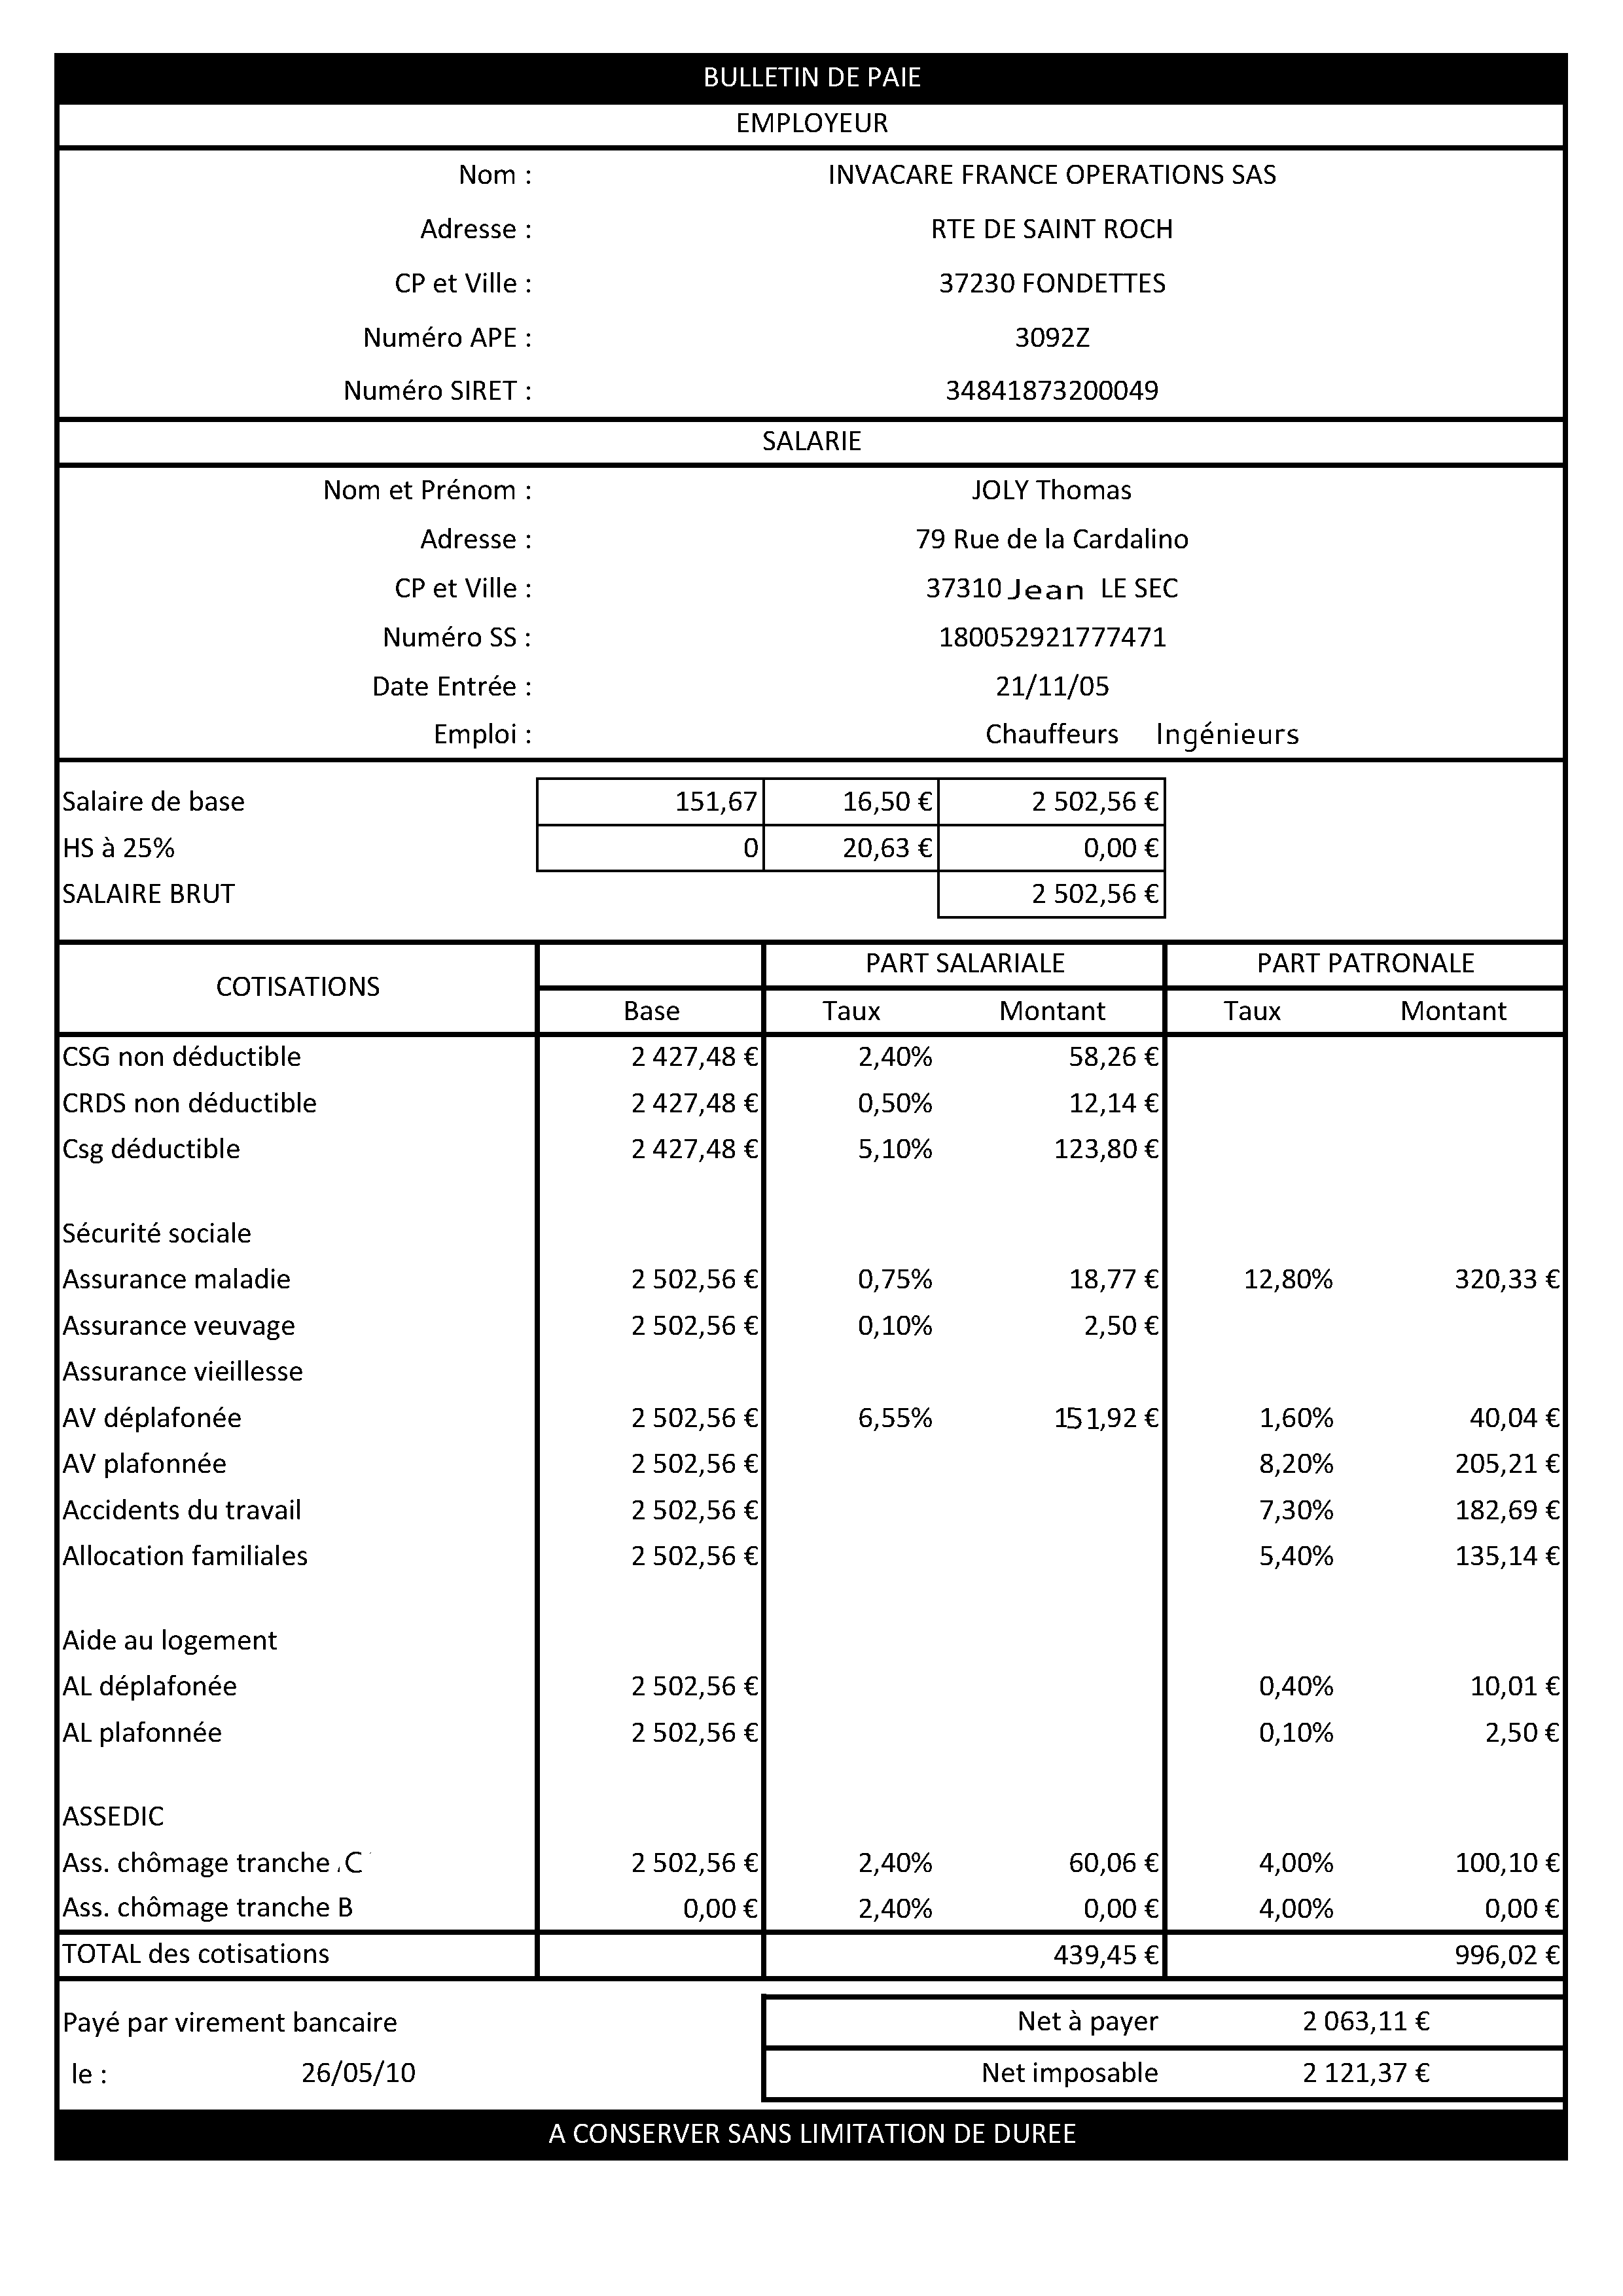 BULLETIN DE PAIE
EMPLOYEUR
Nom : INVACARE FRANCE OPERATIONS SAS
Adresse : RTE DE SAINT ROCH
CP et Ville : 37230 FONDETTES
Numéro APE : 3092Z
Numéro SIRET : 34841873200049
SALARIE
Nom et Prénom : JOLY Thomas
Adresse : 79 Rue de la Cardalino
CP et Ville : 37310 Jean LE SEC
Numéro SS : 180052921777471
Date Entrée : 21/11/05
Emploi : Chauffeurs Ingénieurs
Salaire de base 151,67 16,50 € 2 502,56 €
HS à 25% 0 20,63 € 0,00 €
SALAIRE BRUT 2 502,56 €
COTISATIONS PART SALARIALE PART PATRONALE
Base Taux Montant Taux Montant
CSG non déductible 2 427,48 € 2,40% 58,26 €
CRDS non déductible 2 427,48 € 0,50% 12,14 €
Csg déductible 2 427,48 € 5,10% 123,80 €
Sécurité sociale
Assurance maladie 2 502,56 € 0,75% 18,77 € 12,80% 320,33 €
Assurance veuvage 2 502,56 € 0,10% 2,50 €
Assurance vieillesse
AV déplafonée 2 502,56 € 6,55% 151,92 € 1,60% 40,04 €
AV plafonnée 2 502,56 € 8,20% 205,21 €
Accidents du travail 2 502,56 € 7,30% 182,69 €
Allocation familiales 2 502,56 € 5,40% 135,14 €
Aide au logement
AL déplafonée 2 502,56 € 0,40% 10,01 €
AL plafonnée 2 502,56 € 0,10% 2,50 €
ASSEDIC
Ass. chômage tranche C 2 502,56 € 2,40% 60,06 € 4,00% 100,10 €
Ass. chômage tranche B 0,00 € 2,40% 0,00 € 4,00% 0,00 €
TOTAL des cotisations 439,45 € 996,02 €
Payé par virement bancaire Net à payer 2 063,11 €
le : 26/05/10 Net imposable 2 121,37 €
A CONSERVER SANS LIMITATION DE DUREE